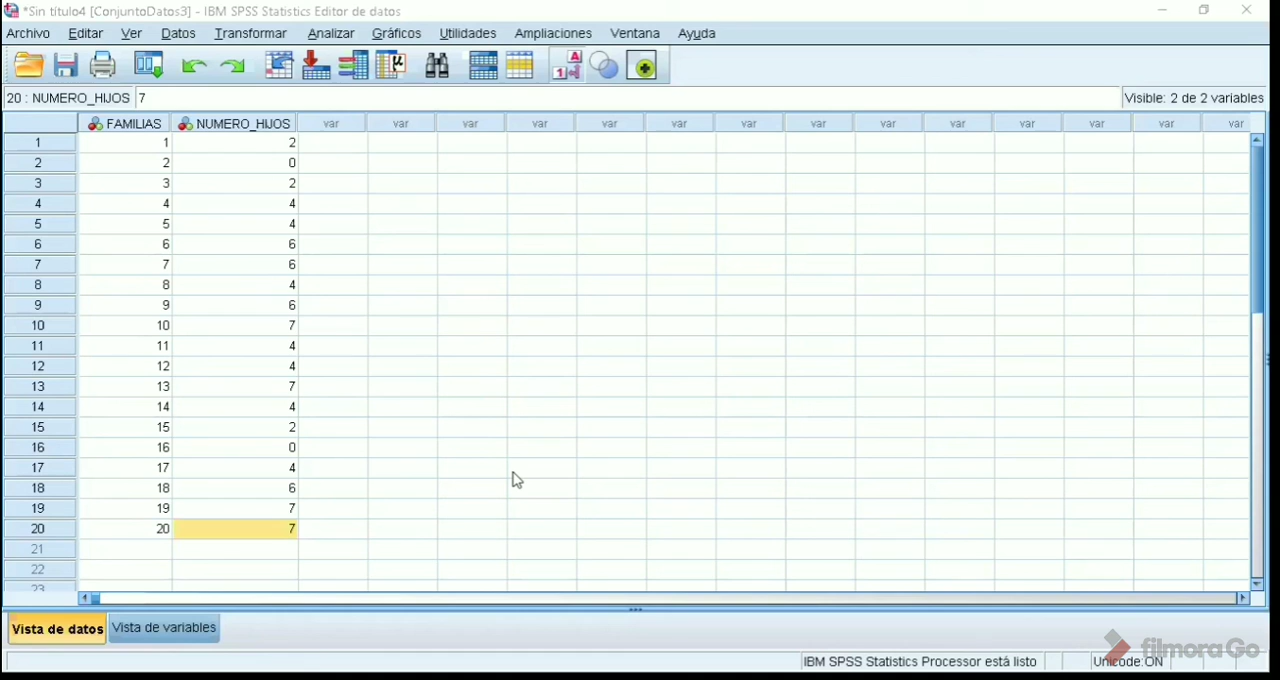 *Sin título4 [ConjuntoDatos3] - IBM SPSS Statistics Editor de datos
Archivo Editar Ver Datos Transformar Analizar Gráficos Utilidades Ampliaciones Ventana Ayuda
20 : NUMERO_HIJOS 7 Visible: 2 de 2 variables
FAMILIAS NUMERO_HIJOS var var var var var var var var var var var var var var
1 1 2
2 2 0
3 3 2
4 4 4
5 5 4
6 6 6
7 7 6
8 8 4
9 9 6
10 10 7
11 11 4
12 12 4
13 13 7
14 14 4
15 15 2
16 16 0
17 17 4
18 18 6
19 19 7
20 20 7
21
22
23
Vista de datos Vista de variables
IBM SPSS Statistics Processor está listo Unicode:ON
filmoraGo